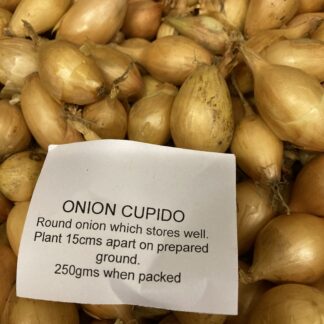 ONION CUPIDO
Round onion which stores well.
Plant 15cms apart on prepared
ground.
250gms when packed